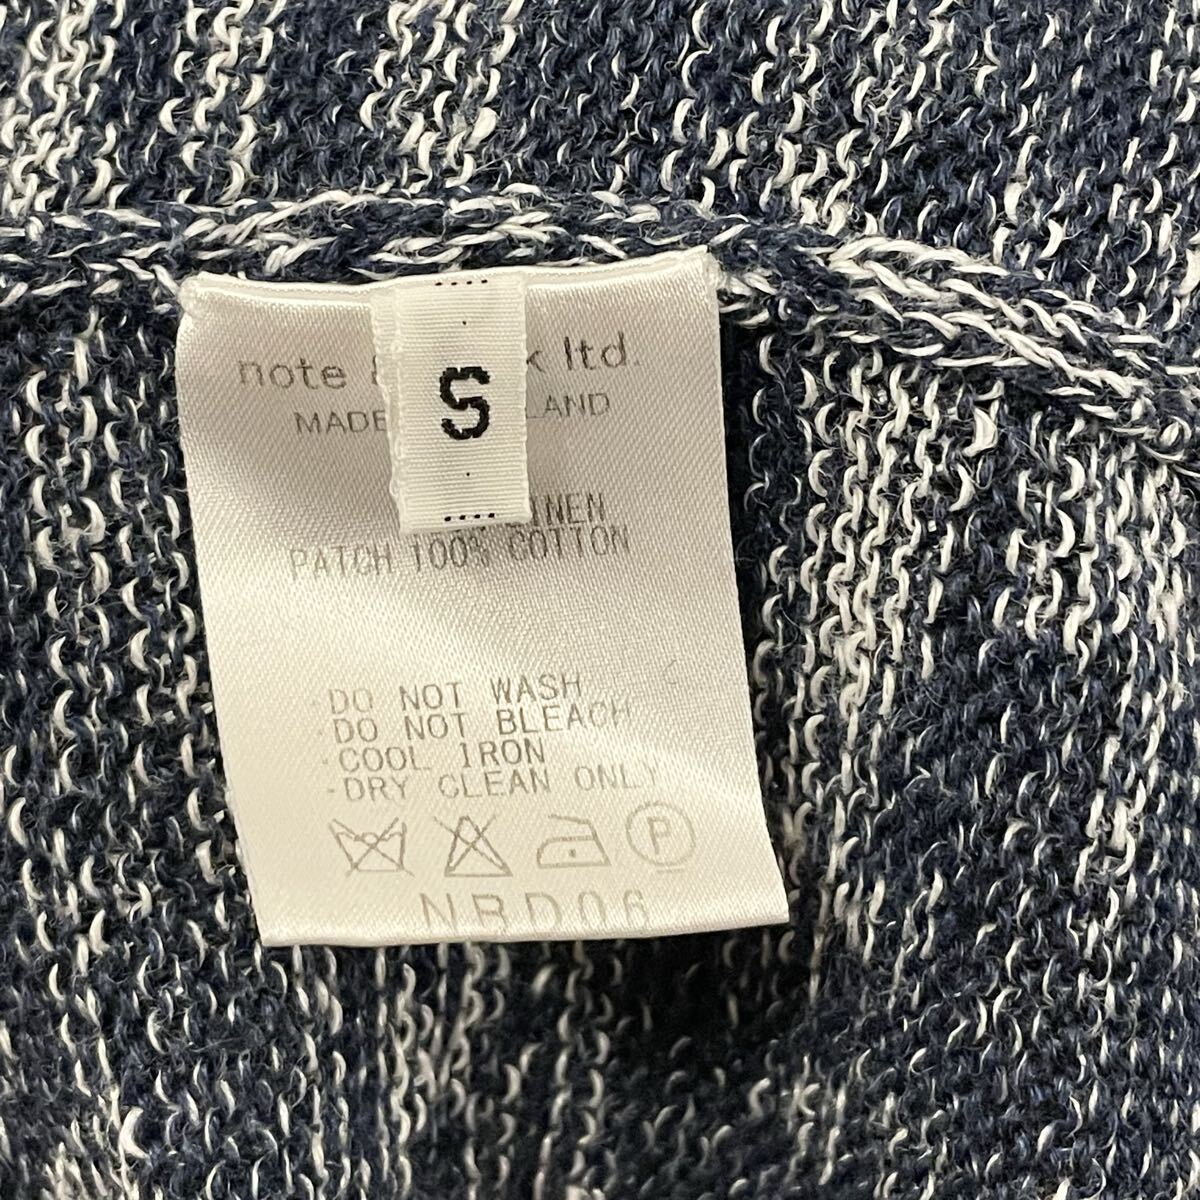 note k ltd.
S
MADE LAND
LINEN
PATCH 100% COTTON
·DO NOT WASH
·DO NOT BLEACH
·COOL IRON
·DRY CLEAN ONLY
P
NBD06